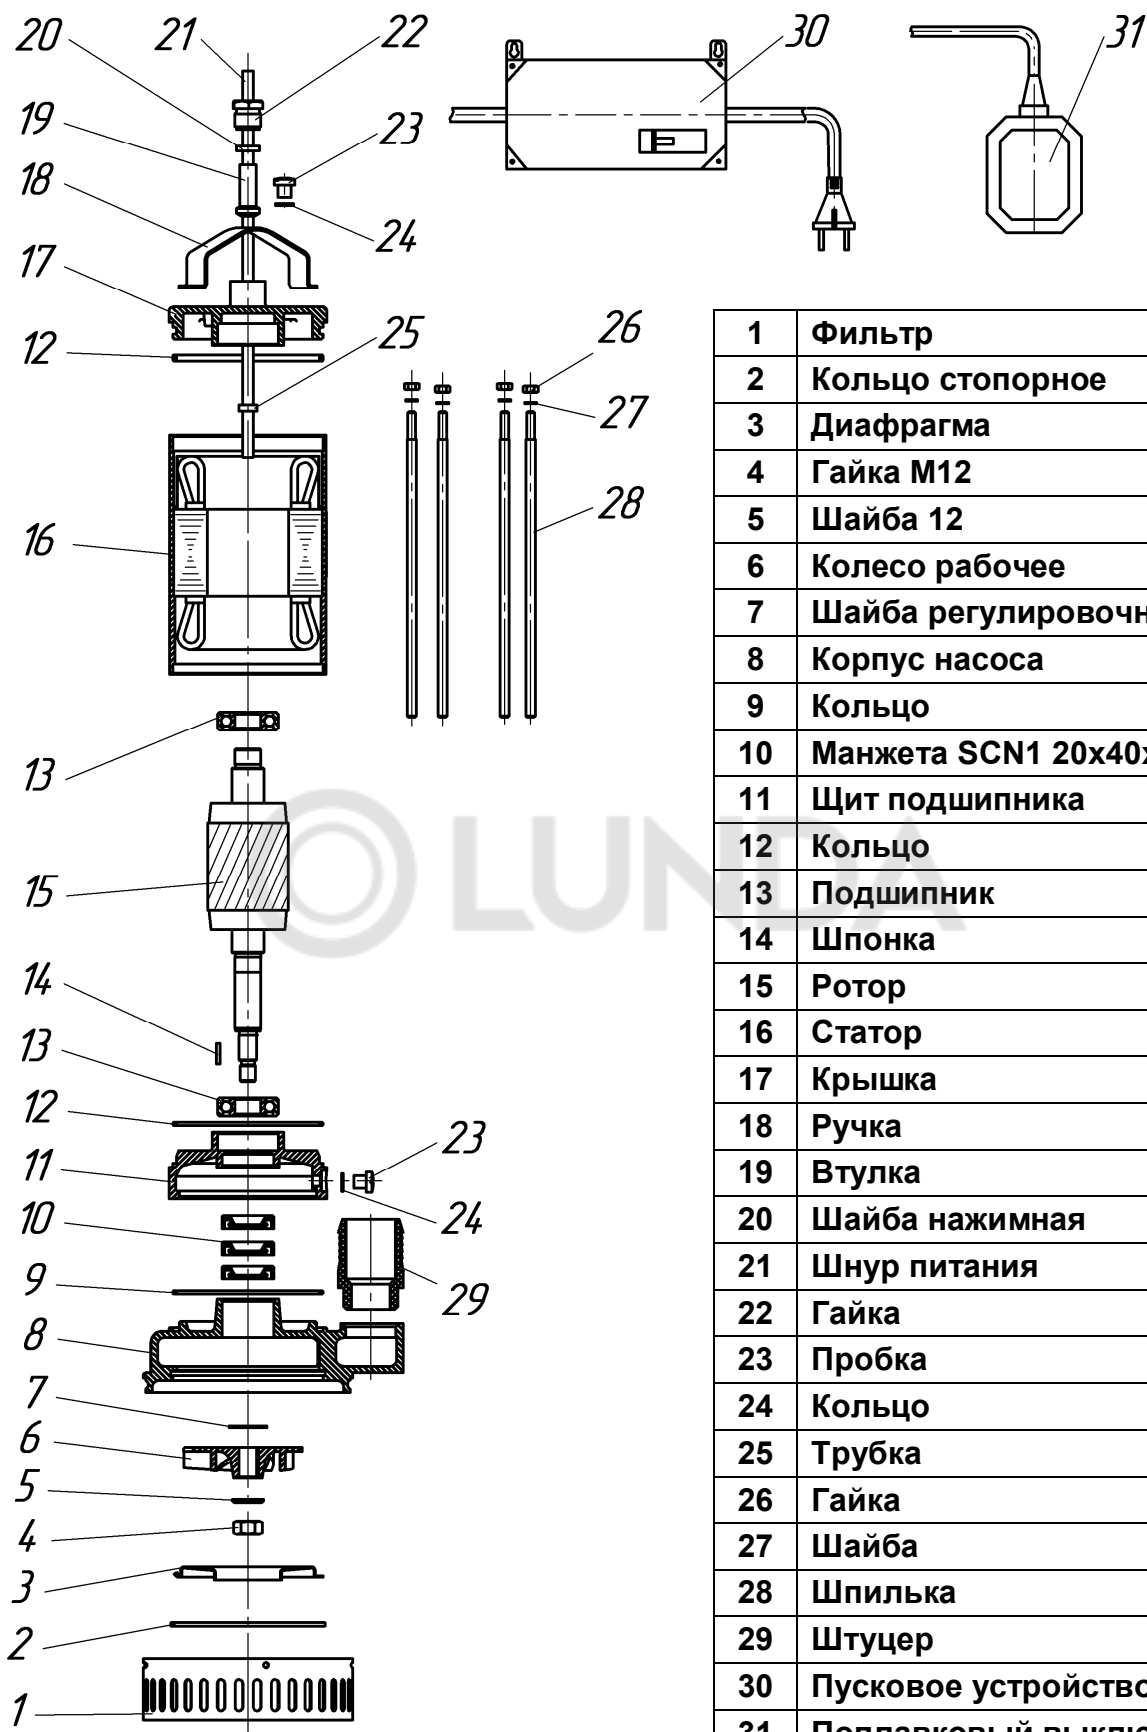 20
21
22
30
31
19
23
18
24
17
12
25
26
27
16
28
13
15
14
13
12
11
23
10
24
9
29
8
7
6
5
4
3
2
1
LUNDA
1 Фильтр
2 Кольцо стопорное
3 Диафрагма
4 Гайка М12
5 Шайба 12
6 Колесо рабочее
7 Шайба регулировочн
8 Корпус насоса
9 Кольцо
10 Манжета SCN1 20х40х
11 Щит подшипника
12 Кольцо
13 Подшипник
14 Шпонка
15 Ротор
16 Статор
17 Крышка
18 Ручка
19 Втулка
20 Шайба нажимная
21 Шнур питания
22 Гайка
23 Пробка
24 Кольцо
25 Трубка
26 Гайка
27 Шайба
28 Шпилька
29 Штуцер
30 Пусковое устройство
31 Поплавковый выклю